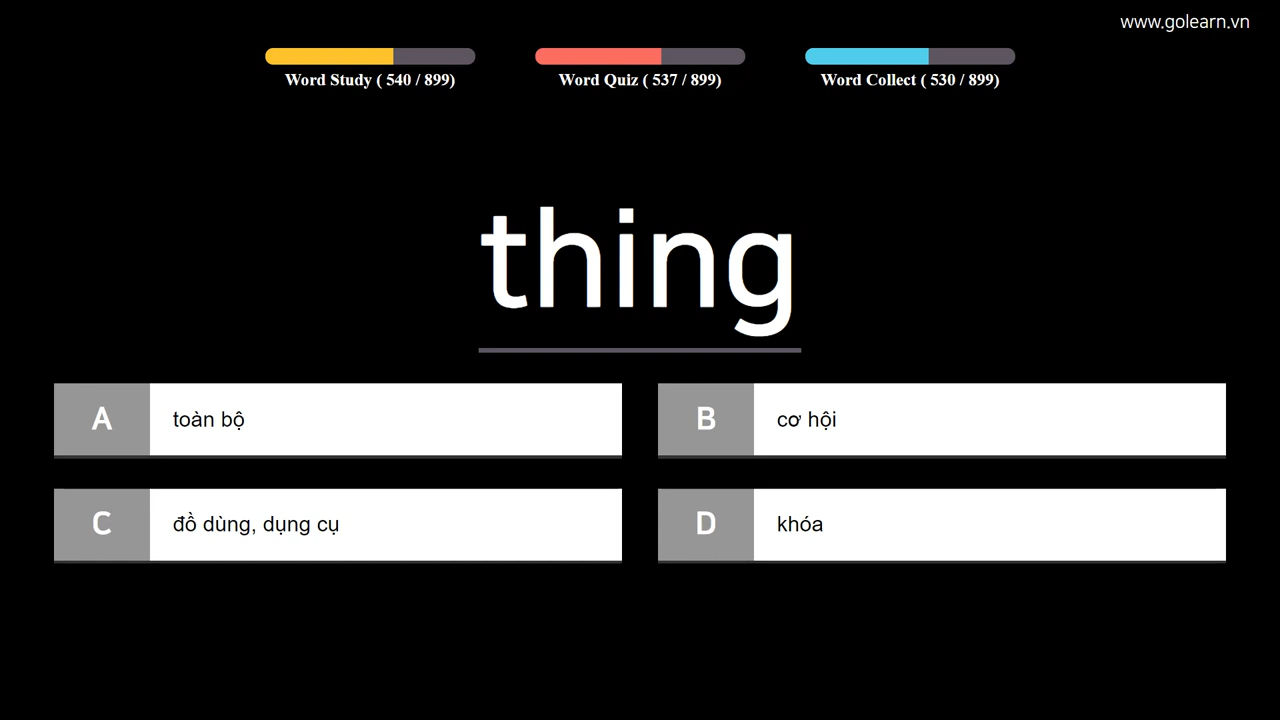 www.golearn.vn
Word Study ( 540 / 899)
Word Quiz ( 537 / 899)
Word Collect ( 530 / 899)
thing
A toàn bộ
B cơ hội
C đồ dùng, dụng cụ
D khóa